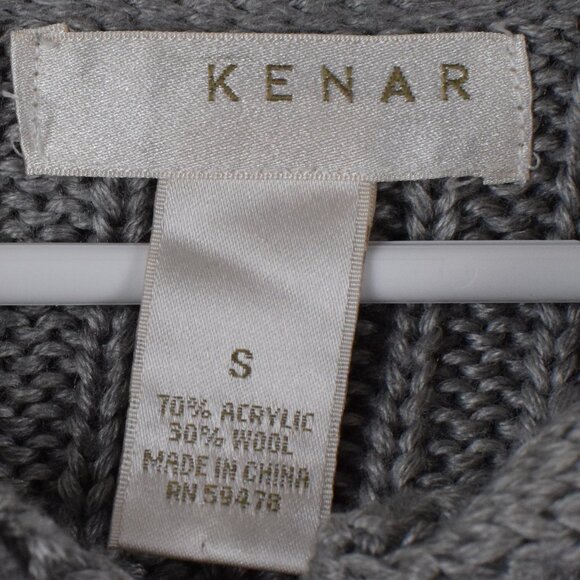 KENAR
S
70% ACRYLIC
30% WOOL
MADE IN CHINA
RN 59478